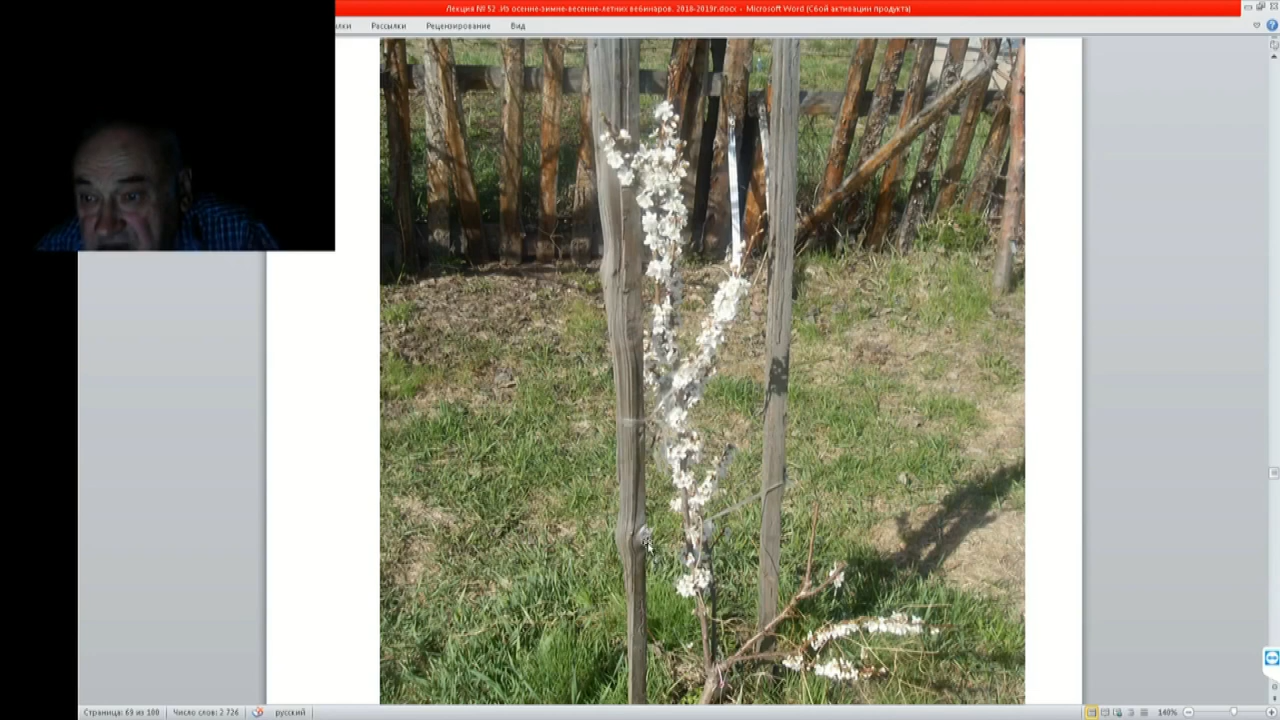 Лекция № 52 .Из осенне-зимне-весенне-летних вебинаров. 2018-2019г.docx - Microsoft Word (Сбой активации продукта)
Рассылки Рецензирование Вид
Страница: 69 из 100 Число слов: 2 726 русский 140%